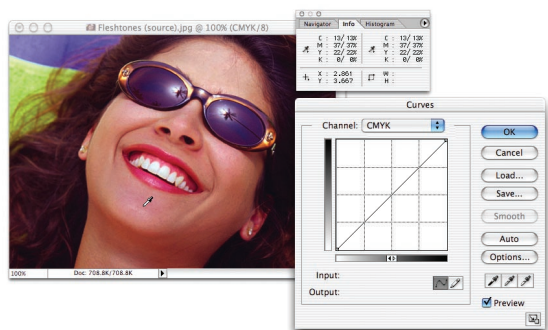 Fleshtones (source).jpg @ 100% (CMYK/8)
100%
Doc: 708.8K/708.8K
Navigator Info Histogram
C : 13/ 13% C : 13/ 13%
M : 37/ 37% M : 37/ 37%
Y : 22/ 22% Y : 22/ 22%
K : 0/ 0% K : 0/ 0%
X : 2.861 W :
Y : 3.667 H :
Curves
Channel: CMYK
Input:
Output:
OK
Cancel
Load...
Save...
Smooth
Auto
Options...
Preview